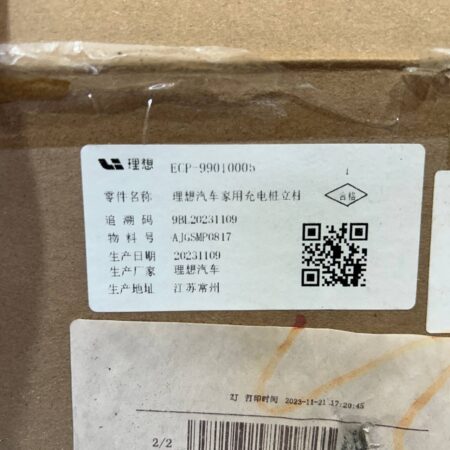 理想 ECP-99010005
1
零件名称 理想汽车家用充电桩立柱
合格
追溯码 9BL20231109
物料号 AJGSMP0817
生产日期 20231109
生产厂家 理想汽车
生产地址 江苏常州
打印时间 2023-11-21 17:20:45
2/2